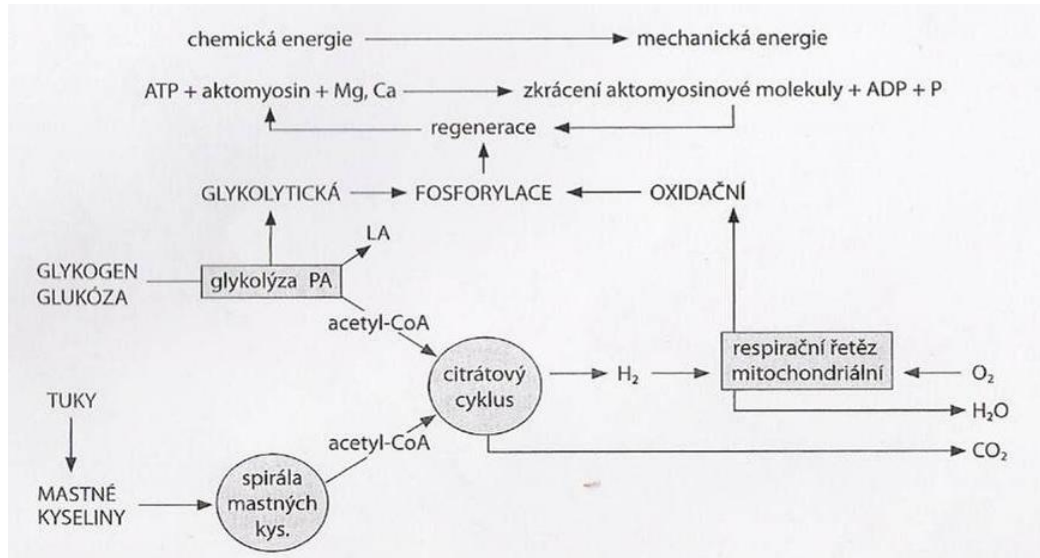 chemická energie mechanická energie
ATP + aktomyosin + Mg, Ca zkrácení aktomyosinové molekuly + ADP + P
regenerace
GLYKOLYTICKÁ FOSFORYLACE OXIDAČNÍ
LA
GLYKOGEN
GLUKÓZA
glykolýza PA
acetyl-CoA
citrátový
cyklus
H₂
respirační řetěz
mitochondriální
O₂
H₂O
CO₂
TUKY
acetyl-CoA
MASTNÉ
KYSELINY
spirála
mastných
kys.